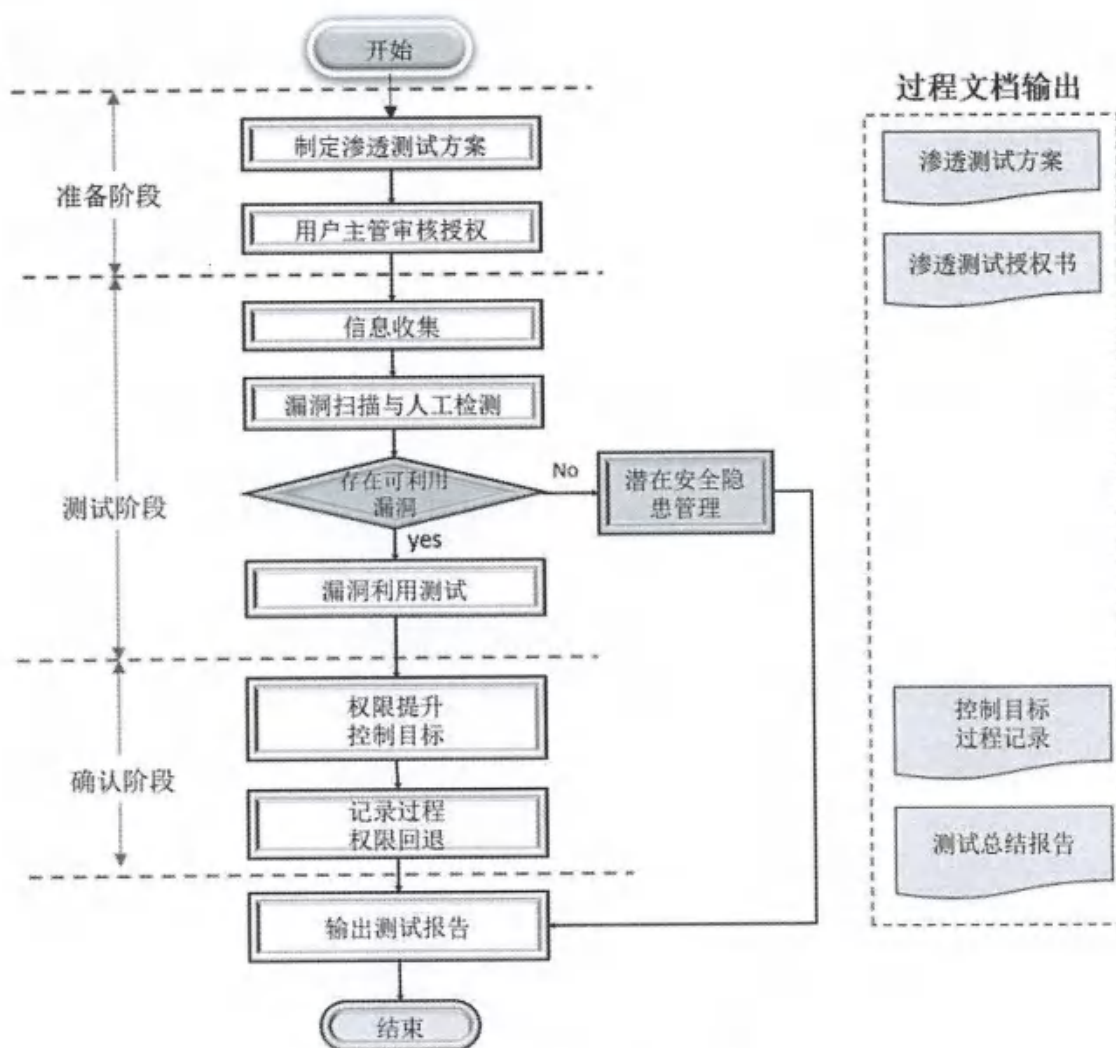 开始
过程文档输出
制定渗透测试方案
渗透测试方案
准备阶段
用户主管审核授权
渗透测试授权书
信息收集
漏洞扫描与人工检测
存在可利用
漏洞
No
潜在安全隐
患管理
测试阶段
yes
漏洞利用测试
权限提升
控制目标
控制目标
过程记录
确认阶段
记录过程
权限回退
测试总结报告
输出测试报告
结束